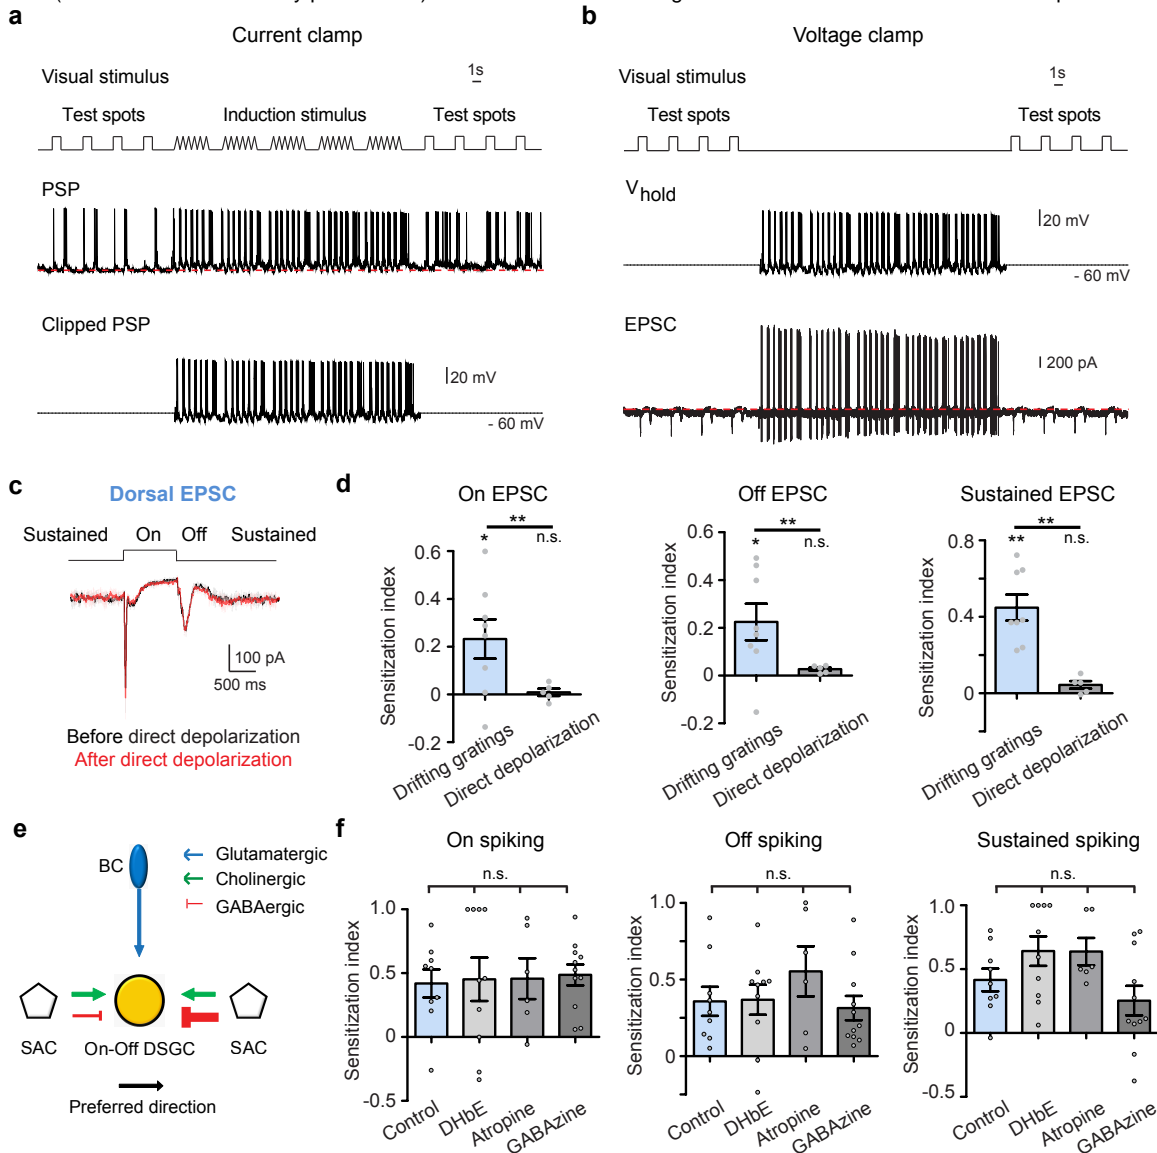 a
Current clamp
Visual stimulus
1s
Test spots
Induction stimulus
Test spots
PSP
Clipped PSP
20 mV
- 60 mV
b
Voltage clamp
Visual stimulus
1s
Test spots
Test spots
Vhold
20 mV
- 60 mV
EPSC
200 pA
c
Dorsal EPSC
Sustained On Off Sustained
100 pA
500 ms
Before direct depolarization
After direct depolarization
d
On EPSC
**
*
n.s.
Sensitization index
0.6
0.4
0.2
0
-0.2
Drifting gratings
Direct depolarization
Off EPSC
**
*
n.s.
Sensitization index
0.6
0.4
0.2
0
-0.2
Drifting gratings
Direct depolarization
Sustained EPSC
**
**
n.s.
Sensitization index
0.8
0.4
0
Drifting gratings
Direct depolarization
e
BC
Glutamatergic
Cholinergic
GABAergic
SAC On-Off DSGC SAC
Preferred direction
f
On spiking
n.s.
Sensitization index
1.0
0.5
0
-0.5
Control
DHbE
Atropine
GABAzine
Off spiking
n.s.
Sensitization index
1.0
0.5
0
Control
DHbE
Atropine
GABAzine
Sustained spiking
n.s.
Sensitization index
1.0
0.5
0
-0.5
Control
DHbE
Atropine
GABAzine